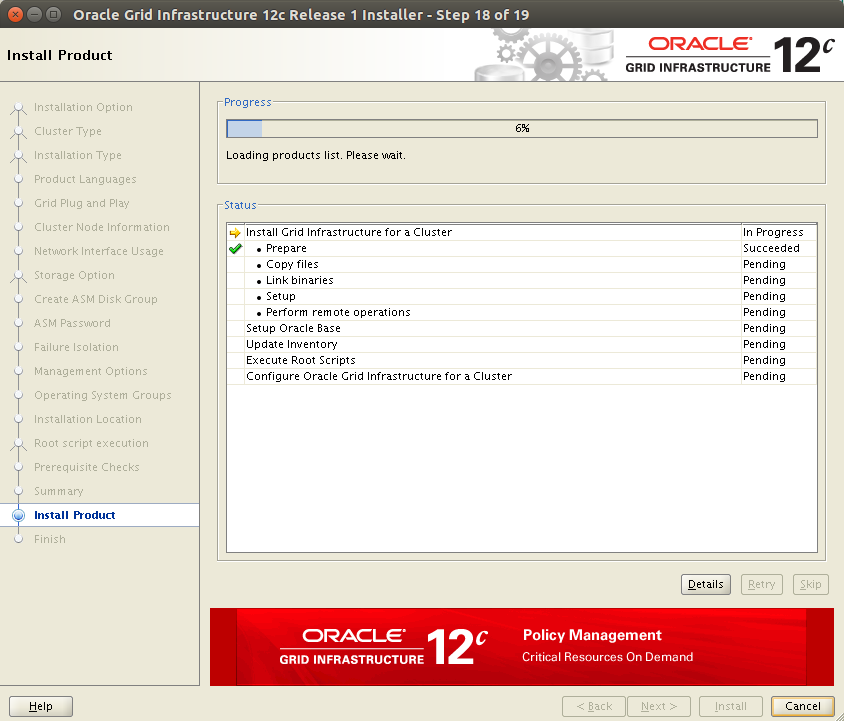 Oracle Grid Infrastructure 12c Release 1 Installer - Step 18 of 19
Install Product
ORACLE
GRID INFRASTRUCTURE 12c
Installation Option
Cluster Type
Installation Type
Product Languages
Grid Plug and Play
Cluster Node Information
Network Interface Usage
Storage Option
Create ASM Disk Group
ASM Password
Failure Isolation
Management Options
Operating System Groups
Installation Location
Root script execution
Prerequisite Checks
Summary
Install Product
Finish
Progress
6%
Loading products list. Please wait.
Status
Install Grid Infrastructure for a Cluster In Progress
• Prepare Succeeded
• Copy files Pending
• Link binaries Pending
• Setup Pending
• Perform remote operations Pending
Setup Oracle Base Pending
Update Inventory Pending
Execute Root Scripts Pending
Configure Oracle Grid Infrastructure for a Cluster Pending
Details Retry Skip
ORACLE
GRID INFRASTRUCTURE 12c
Policy Management
Critical Resources On Demand
Help < Back Next > Install Cancel